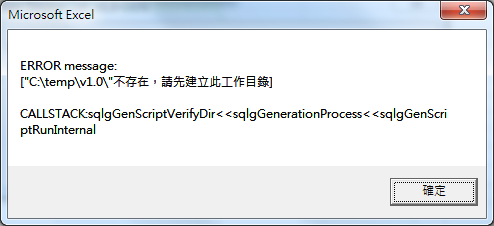 Microsoft Excel
ERROR message:
["C:\temp\v1.0\"不存在，請先建立此工作目錄]
CALLSTACK:sqlgGenScriptVerifyDir<<sqlgGenerationProcess<<sqlgGenScri
ptRunInternal
確定